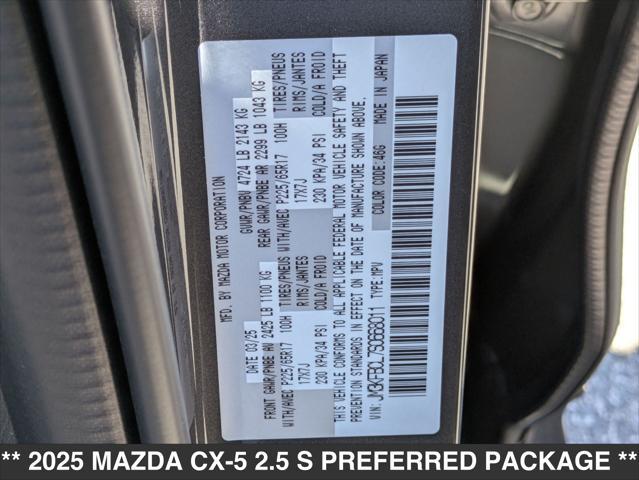 MFD. BY MAZDA MOTOR CORPORATION
DATE 03/25
GVWR/PNBV 4724 LB 2143 KG
FRONT GAWR/PNBE AV 2425 LB 1100 KG
REAR GAWR/PNBE AR 2299 LB 1043 KG
WITH/AVEC P225/65R17 100H TIRES/PNEUS
WITH/AVEC P225/65R17 100H TIRES/PNEUS
17X7J RIMS/JANTES
17X7J RIMS/JANTES
230 KPA/34 PSI COLD/A FROID
230 KPA/34 PSI COLD/A FROID
THIS VEHICLE CONFORMS TO ALL APPLICABLE FEDERAL MOTOR VEHICLE SAFETY AND THEFT
PREVENTION STANDARDS IN EFFECT ON THE DATE OF MANUFACTURE SHOWN ABOVE.
VIN: JM3KFBCL7S0668011 TYPE:MPV COLOR CODE:46G MADE IN JAPAN
** 2025 MAZDA CX-5 2.5 S PREFERRED PACKAGE **